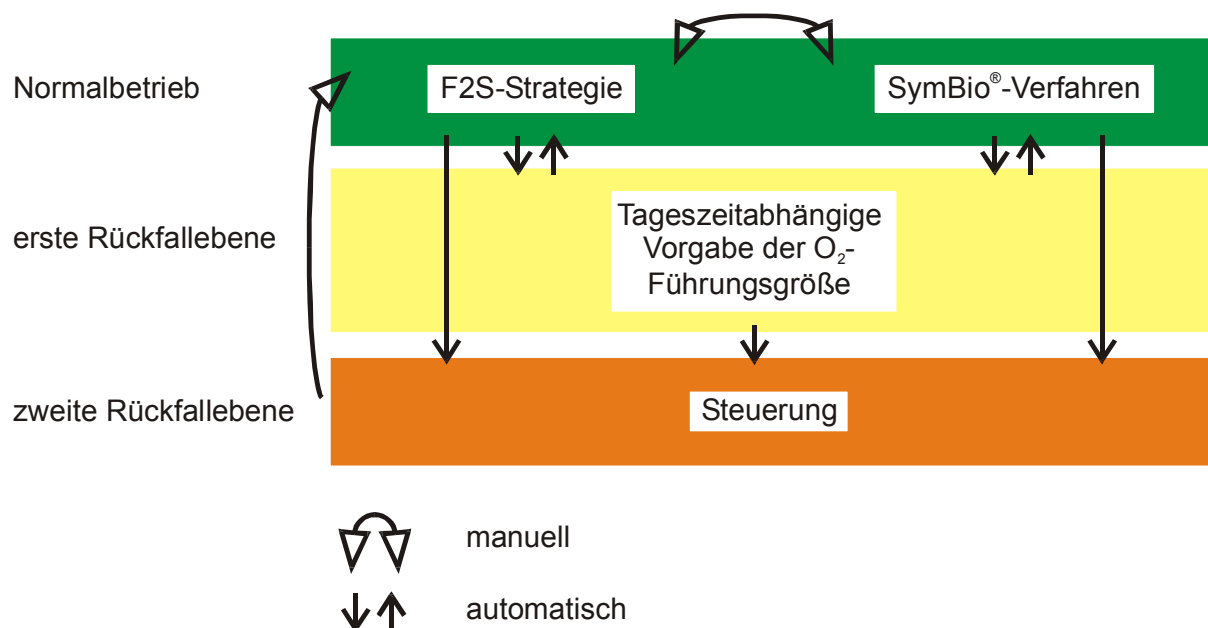 Normalbetrieb
F2S-Strategie
SymBio®-Verfahren
erste Rückfallebene
Tageszeitabhängige
Vorgabe der O₂-
Führungsgröße
zweite Rückfallebene
Steuerung
manuell
automatisch